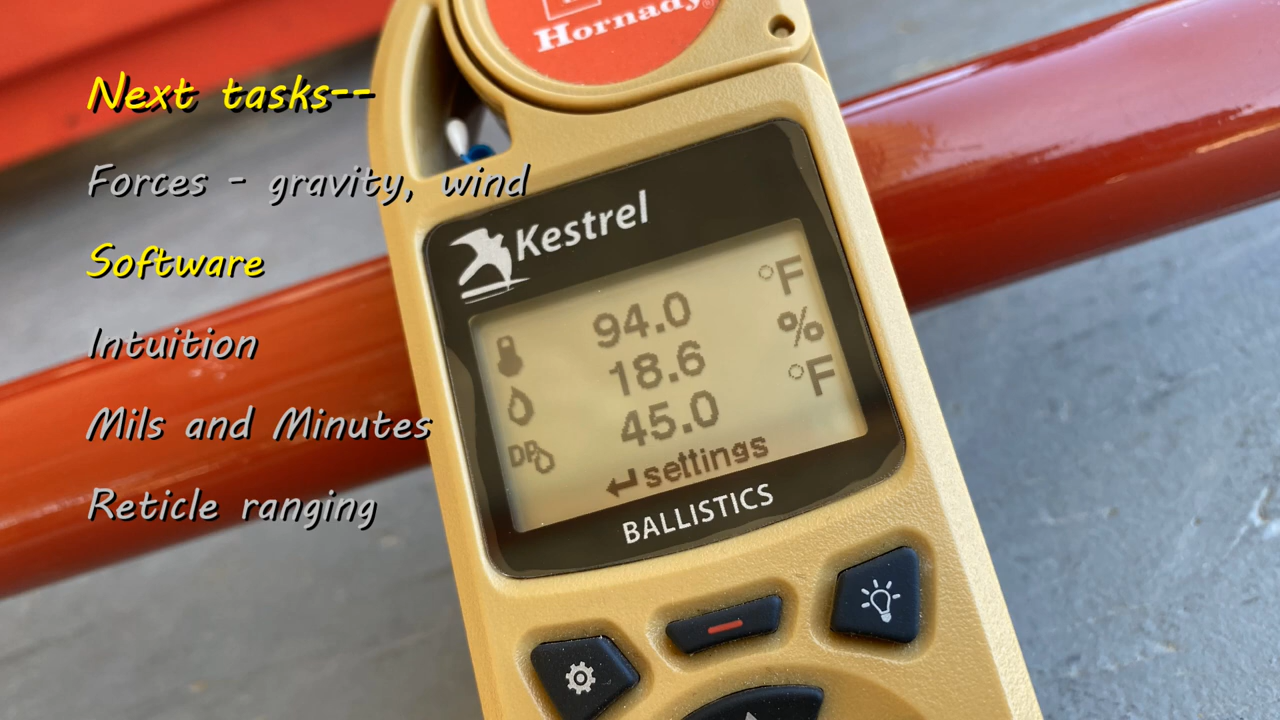 Hornady®
Next tasks--
Forces - gravity, wind
Software
Intuition
Mils and Minutes
Reticle ranging
Kestrel
94.0 °F
18.6 %
DP 45.0 °F
↵ settings
BALLISTICS